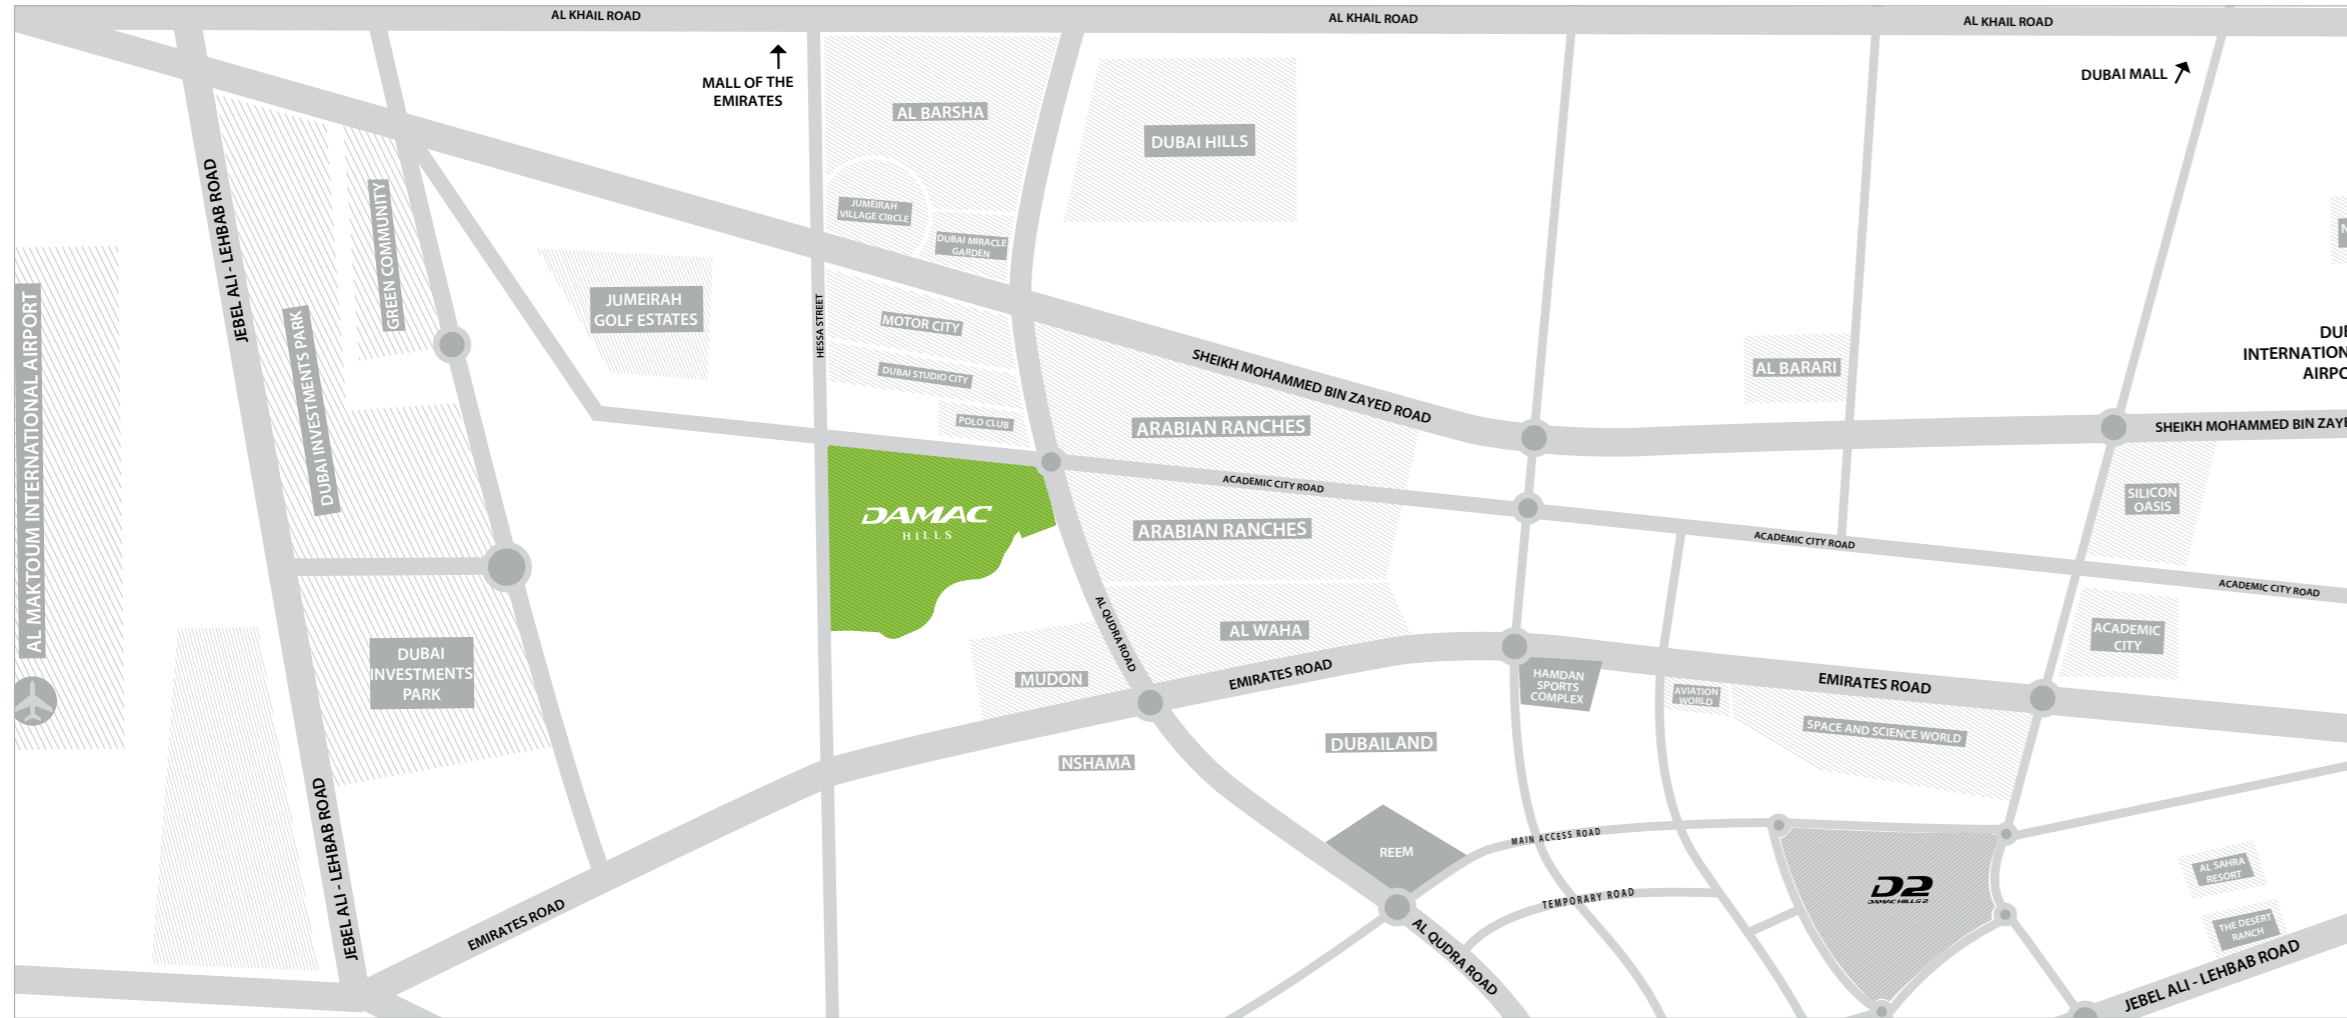 AL KHAIL ROAD
AL KHAIL ROAD
AL KHAIL ROAD
MALL OF THE
EMIRATES
DUBAI MALL
AL BARSHA
DUBAI HILLS
JEBEL ALI - LEHBAB ROAD
GREEN COMMUNITY
JUMEIRAH
VILLAGE CIRCLE
DUBAI MIRACLE
GARDEN
AL MAKTOUM INTERNATIONAL AIRPORT
DUBAI INVESTMENTS PARK
JUMEIRAH
GOLF ESTATES
HESSA STREET
MOTOR CITY
DUBAI STUDIO CITY
POLO CLUB
SHEIKH MOHAMMED BIN ZAYED ROAD
AL BARARI
DUB
INTERNATION
AIRPO
ARABIAN RANCHES
SHEIKH MOHAMMED BIN ZAYE
ACADEMIC CITY ROAD
SILICON
OASIS
DAMAC
HILLS
ARABIAN RANCHES
ACADEMIC CITY ROAD
ACADEMIC CITY ROAD
AL QUDRA ROAD
AL WAHA
ACADEMIC
CITY
DUBAI
INVESTMENTS
PARK
MUDON
EMIRATES ROAD
HAMDAN
SPORTS
COMPLEX
EMIRATES ROAD
AVIATION
WORLD
SPACE AND SCIENCE WORLD
NSHAMA
DUBAILAND
JEBEL ALI - LEHBAB ROAD
REEM
MAIN ACCESS ROAD
TEMPORARY ROAD
D2
DAMAC HILLS 2
AL SAHRA
RESORT
THE DESERT
RANCH
EMIRATES ROAD
AL QUDRA ROAD
JEBEL ALI - LEHBAB ROAD